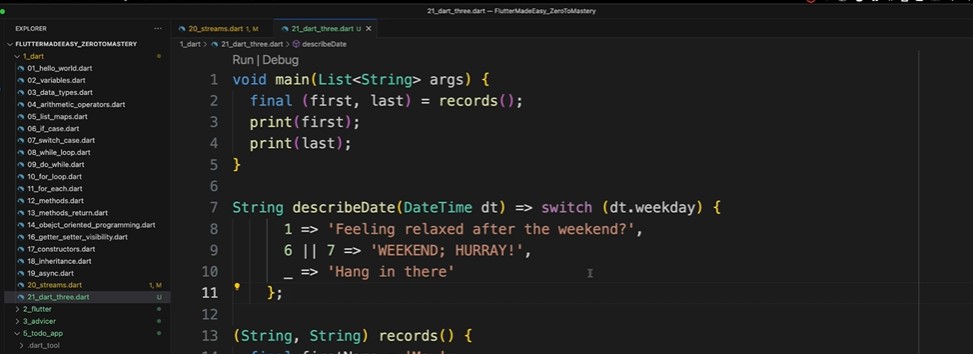 21_dart_three.dart — FlutterMadeEasy_ZeroToMastery
EXPLORER ···
20_streams.dart 1, M
21_dart_three.dart U ×
FLUTTERMADEEASY_ZEROTOMASTERY
1_dart > 21_dart_three.dart > describeDate
1_dart
01_hello_world.dart
02_variables.dart
03_data_types.dart
04_arithmetic_operators.dart
05_list_maps.dart
06_if_case.dart
07_switch_case.dart
08_while_loop.dart
09_do_while.dart
10_for_loop.dart
11_for_each.dart
12_methods.dart
13_methods_return.dart
14_obejct_oriented_programming.dart
16_getter_setter_visibility.dart
17_constructors.dart
18_inheritance.dart
19_async.dart
20_streams.dart 1, M
21_dart_three.dart U
2_flutter
3_advicer
5_todo_app
.dart_tool
Run | Debug
1 void main(List<String> args) {
2 final (first, last) = records();
3 print(first);
4 print(last);
5 }
6
7 String describeDate(DateTime dt) => switch (dt.weekday) {
8 1 => 'Feeling relaxed after the weekend?',
9 6 || 7 => 'WEEKEND; HURRAY!',
10 _ => 'Hang in there'
11 };
12
13 (String, String) records() {